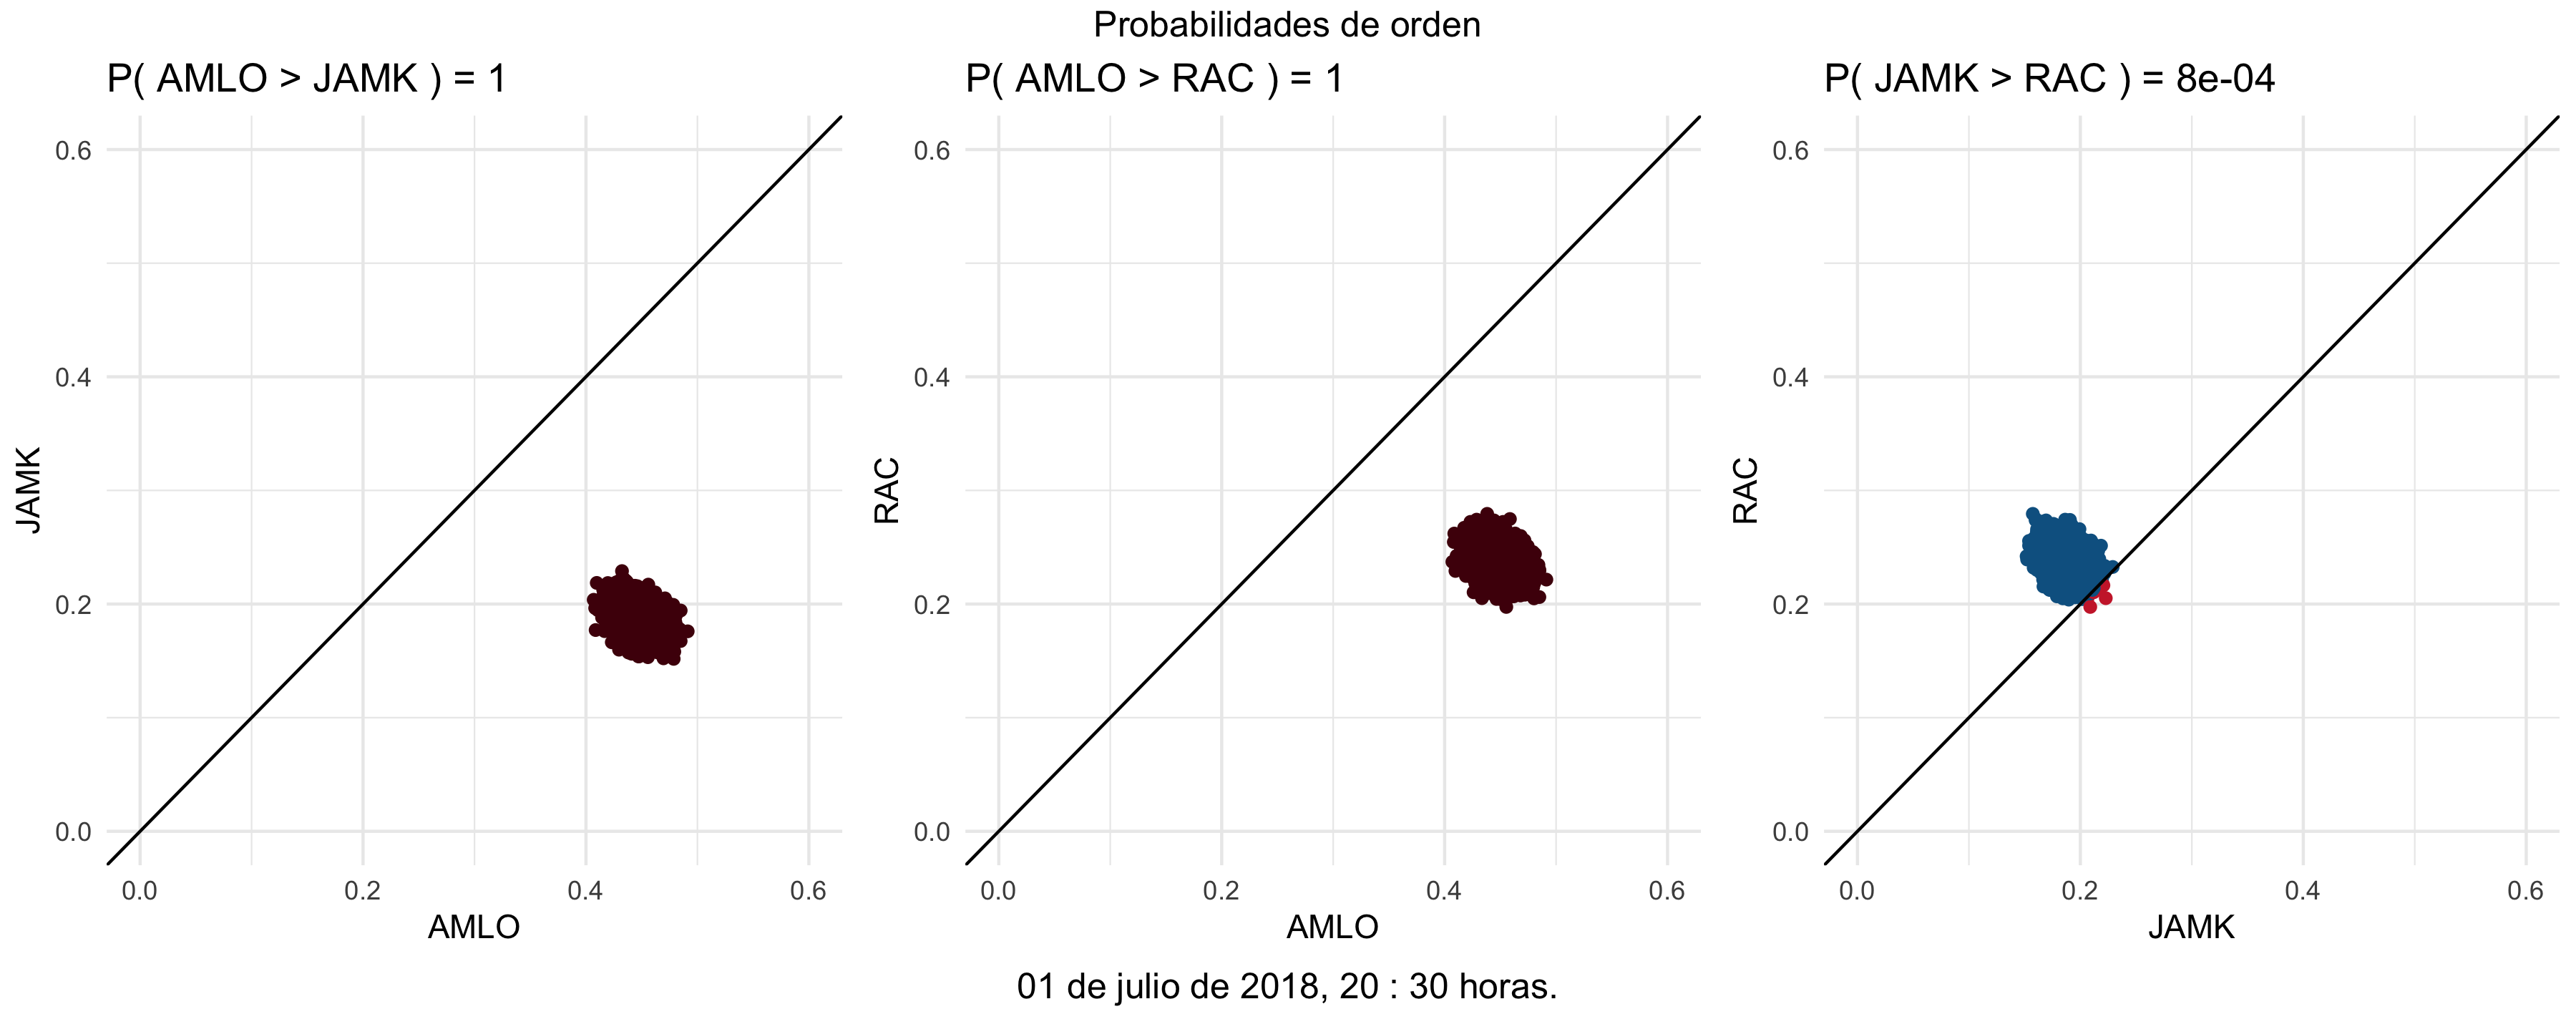 Probabilidades de orden
P( AMLO > JAMK ) = 1
0.6
0.4
0.2
0.0
JAMK
0.0 0.2 0.4 0.6
AMLO
P( AMLO > RAC ) = 1
0.6
0.4
0.2
0.0
RAC
0.0 0.2 0.4 0.6
AMLO
P( JAMK > RAC ) = 8e-04
0.6
0.4
0.2
0.0
RAC
0.0 0.2 0.4 0.6
JAMK
01 de julio de 2018, 20 : 30 horas.